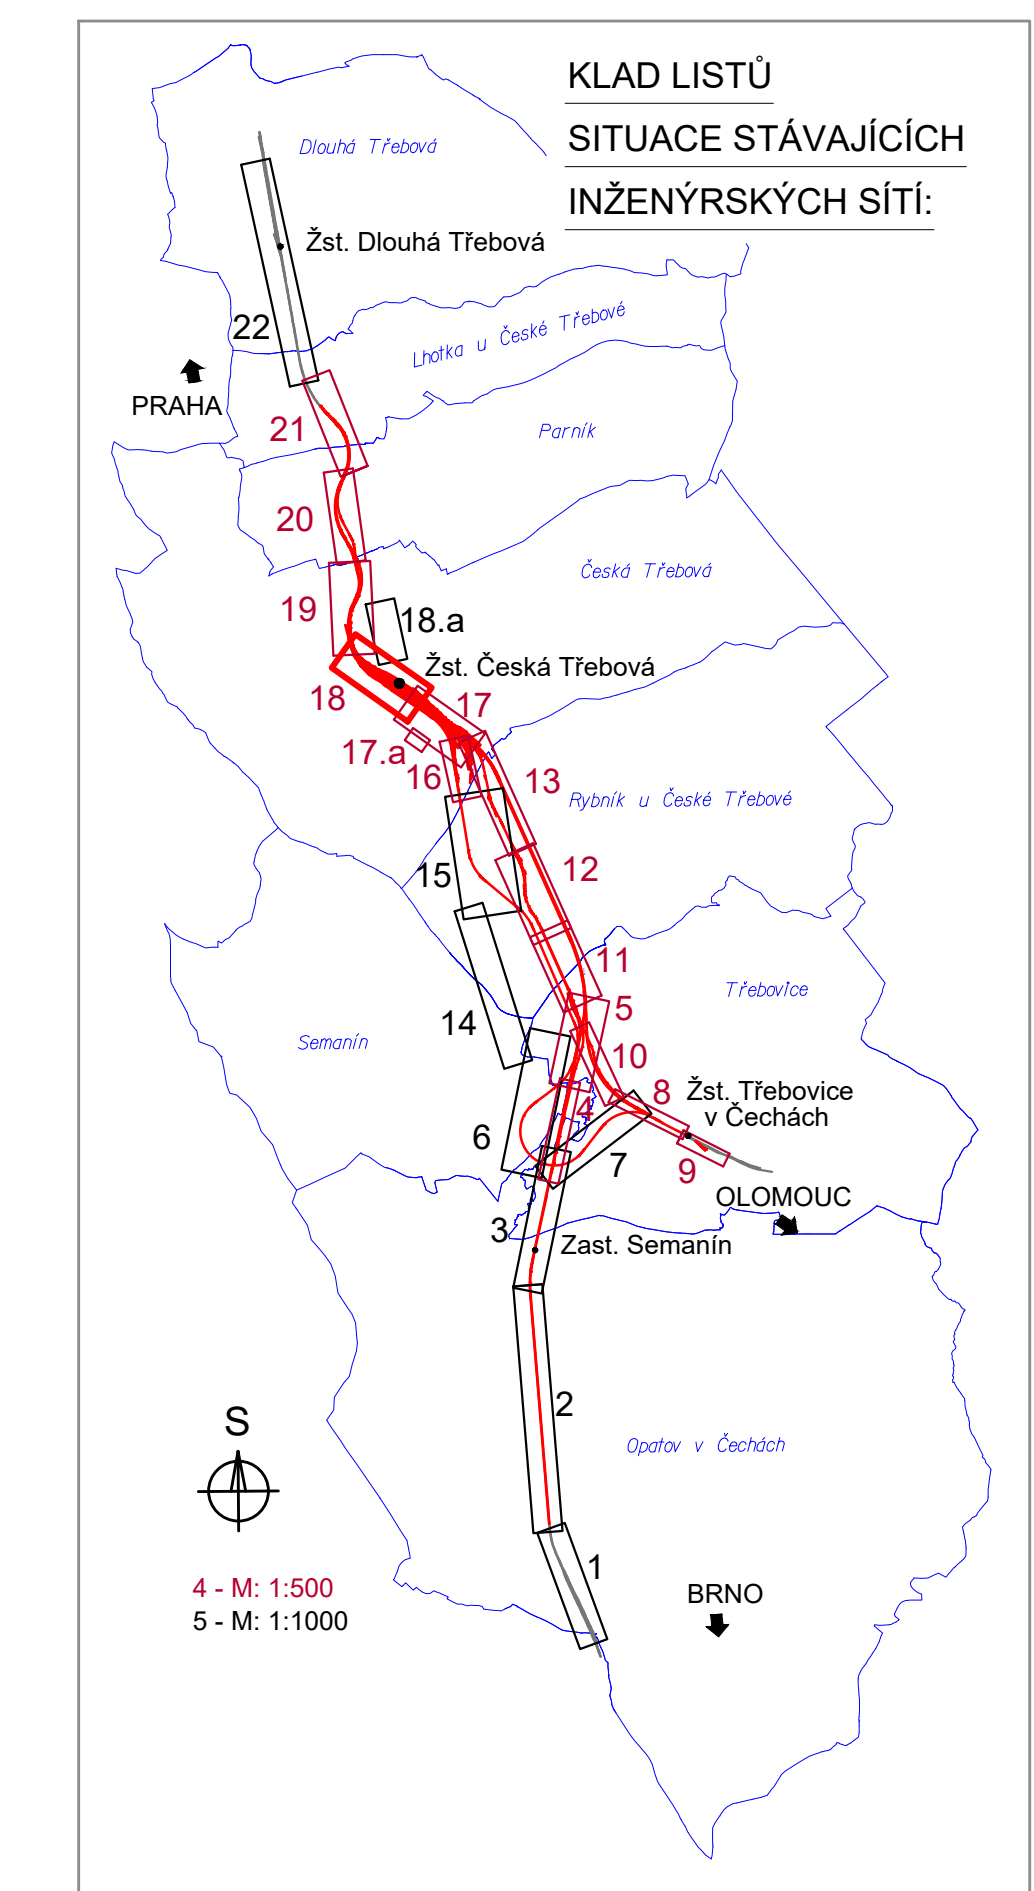 KLAD LISTŮ
SITUACE STÁVAJÍCÍCH
INŽENÝRSKÝCH SÍTÍ:
Dlouhá Třebová
Žst. Dlouhá Třebová
22
Lhotka u České Třebové
PRAHA
21
Parník
20
Česká Třebová
19
18.a
Žst. Česká Třebová
18
17
17.a
16
13
Rybník u České Třebové
12
15
11
Třebovice
5
14
Semanín
10
8
Žst. Třebovice
v Čechách
4
6
7
9
OLOMOUC
3
Zast. Semanín
2
S
Opatov v Čechách
1
4 - M: 1:500
5 - M: 1:1000
BRNO